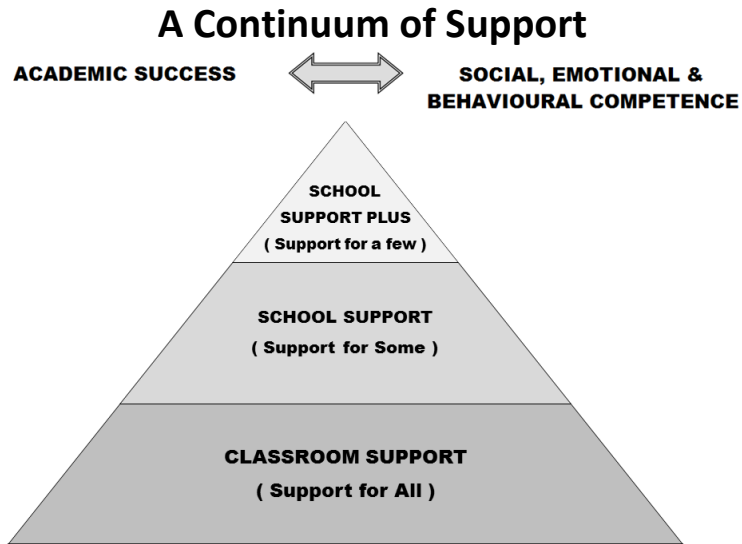 A Continuum of Support
ACADEMIC SUCCESS
SOCIAL, EMOTIONAL &
BEHAVIOURAL COMPETENCE
SCHOOL
SUPPORT PLUS
( Support for a few )
SCHOOL SUPPORT
( Support for Some )
CLASSROOM SUPPORT
( Support for All )